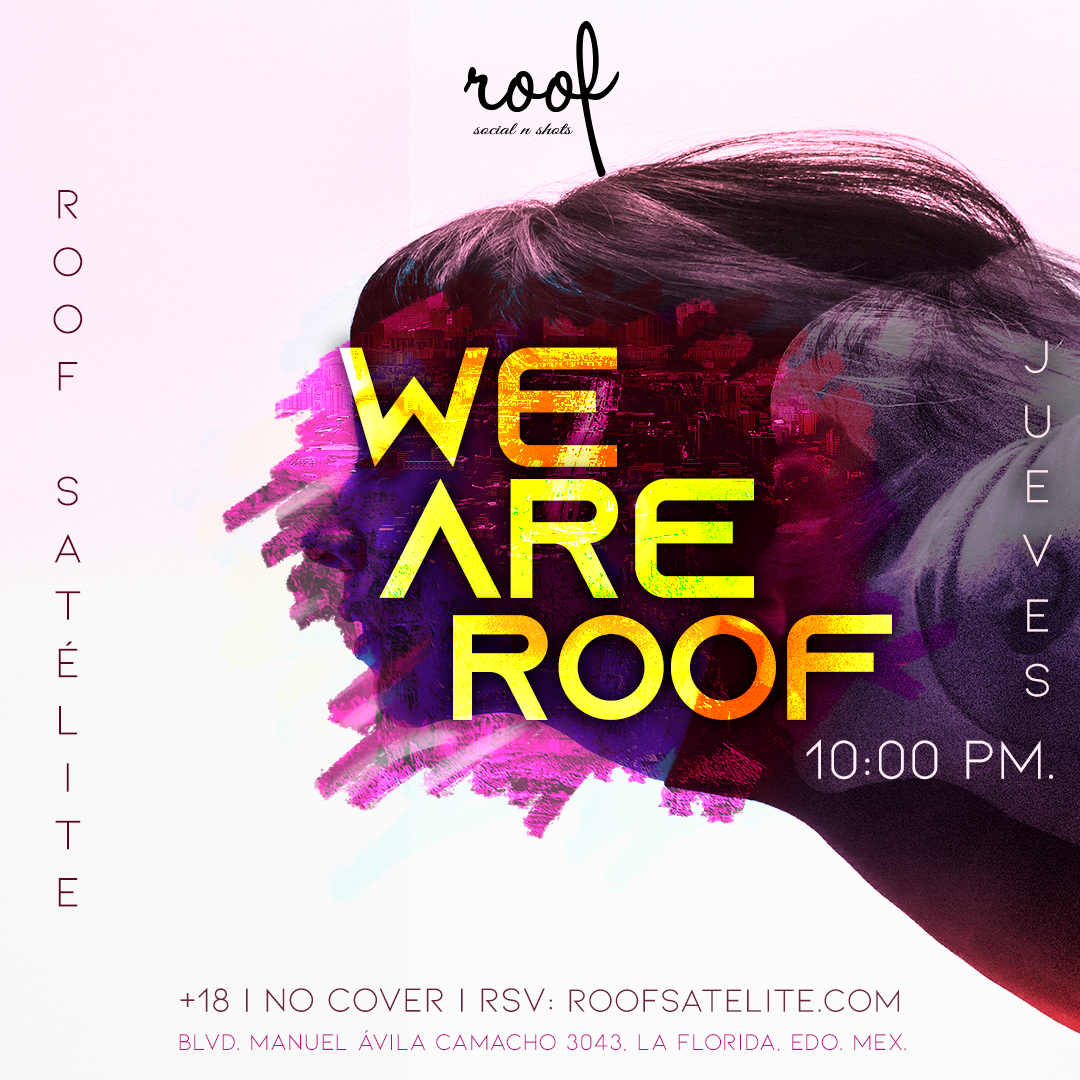 roof
social n shots
ROOF SATÉLITE
WE
ARE
ROOF
JUEVES
10:00 PM.
+18 | NO COVER | RSV: ROOFSATELITE.COM
BLVD. MANUEL ÁVILA CAMACHO 3043, LA FLORIDA, EDO. MEX.